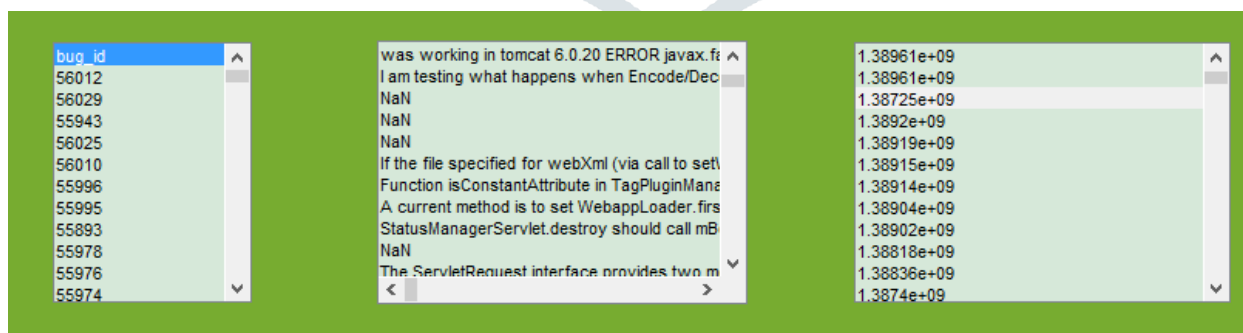 bug_id
56012
56029
55943
56025
56010
55996
55995
55893
55978
55976
55974
was working in tomcat 6.0.20 ERROR javax.fa
I am testing what happens when Encode/Dec
NaN
NaN
NaN
If the file specified for webXml (via call to set
Function isConstantAttribute in TagPluginMana
A current method is to set WebappLoader.firs
StatusManagerServlet.destroy should call mB
NaN
The ServletRequest interface provides two m
1.38961e+09
1.38961e+09
1.38725e+09
1.3892e+09
1.38919e+09
1.38915e+09
1.38914e+09
1.38904e+09
1.38902e+09
1.38818e+09
1.38836e+09
1.3874e+09